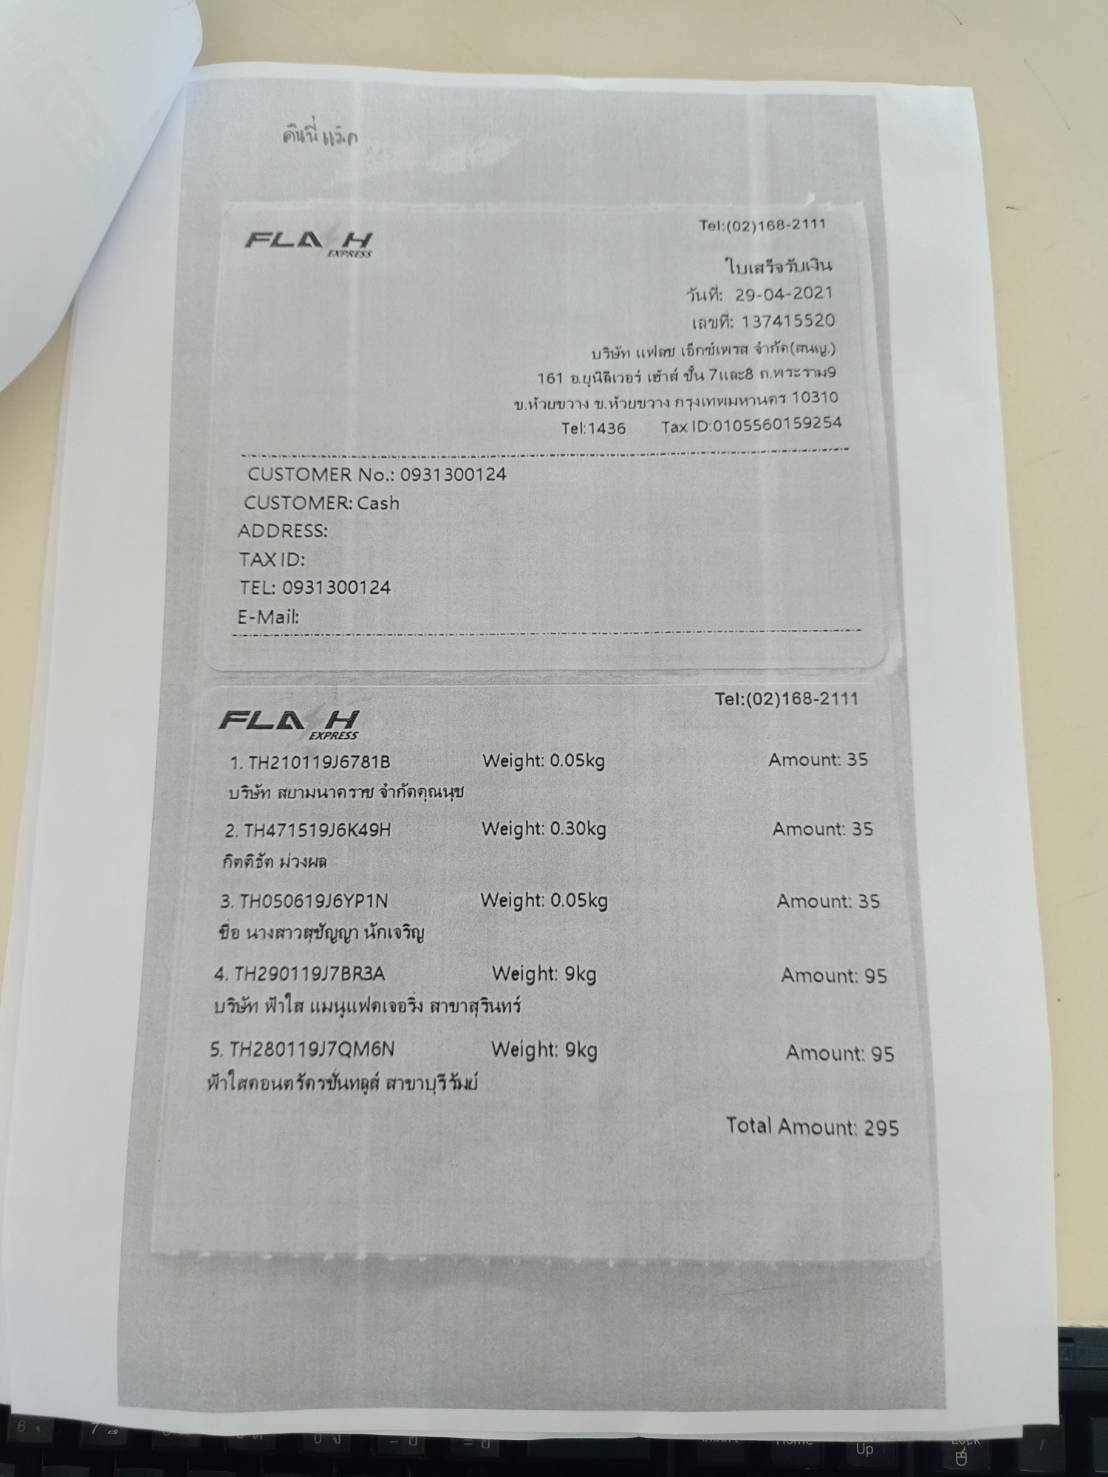 FLASH EXPRESS
Tel:(02)168-2111
ใบเสร็จรับเงิน
วันที่: 29-04-2021
เลขที่: 137415520
บริษัท แฟลช เอ็กซ์เพรส จำกัด(สนญ.)
161 อ.ยูนิลีเวอร์ เฮ้าส์ ชั้น 7และ8 ถ.พระราม9
ข.ห้วยขวาง ข.ห้วยขวาง กรุงเทพมหานคร 10310
Tel:1436 Tax ID:0105560159254
CUSTOMER No.: 0931300124
CUSTOMER: Cash
ADDRESS:
TAX ID:
TEL: 0931300124
E-Mail:
FLASH EXPRESS
Tel:(02)168-2111
1. TH210119J6781B Weight: 0.05kg Amount: 35
บริษัท สยามนาคราช จำกัดคุณนุช
2. TH471519J6K49H Weight: 0.30kg Amount: 35
กิตติธัต ม่วงผล
3. TH050619J6YP1N Weight: 0.05kg Amount: 35
ชื่อ นางสาวสุชัญญา นักเจริญ
4. TH290119J7BR3A Weight: 9kg Amount: 95
บริษัท ฟ้าใส แมนูแฟคเจอริ่ง สาขาสุรินทร์
5. TH280119J7QM6N Weight: 9kg Amount: 95
ฟ้าใสคอนตรัครชั่นทลูส์ สาขาบุรีรัมย์
Total Amount: 295
Up